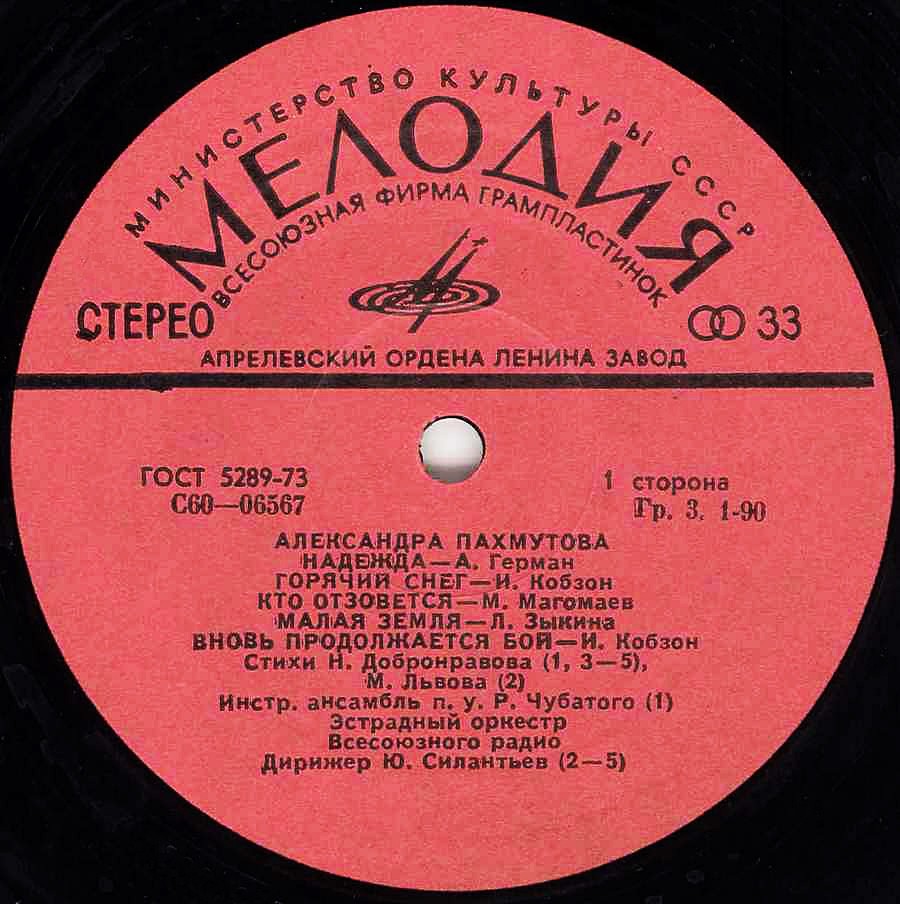 МИНИСТЕРСТВО КУЛЬТУРЫ СССР
МЕЛОДИЯ
ВСЕСОЮЗНАЯ ФИРМА ГРАМПЛАСТИНОК
СТЕРЕО
33
АПРЕЛЕВСКИЙ ОРДЕНА ЛЕНИНА ЗАВОД
ГОСТ 5289-73
1 сторона
С60—06567
Гр. 3. 1-90
АЛЕКСАНДРА ПАХМУТОВА
НАДЕЖДА—А. Герман
ГОРЯЧИЙ СНЕГ—И. Кобзон
КТО ОТЗОВЕТСЯ—М. Магомаев
МАЛАЯ ЗЕМЛЯ—Л. Зыкина
ВНОВЬ ПРОДОЛЖАЕТСЯ БОЙ—И. Кобзон
Стихи Н. Добронравова (1, 3—5),
М. Львова (2)
Инстр. ансамбль п. у. Р. Чубатого (1)
Эстрадный оркестр
Всесоюзного радио
Дирижер Ю. Силантьев (2—5)